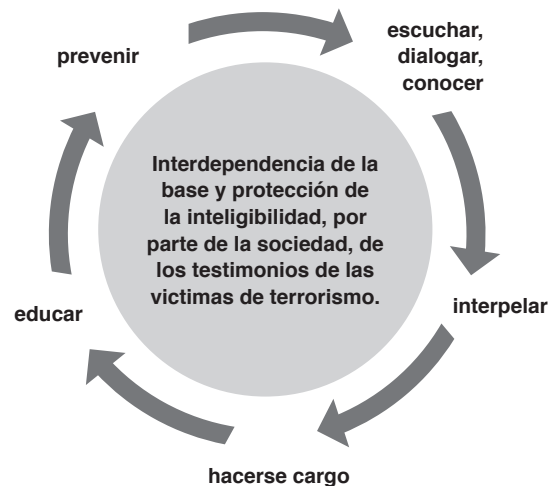 prevenir
escuchar,
dialogar,
conocer
Interdependencia de la
base y protección de
la inteligibilidad, por
parte de la sociedad, de
los testimonios de las
victimas de terrorismo.
educar
interpelar
hacerse cargo